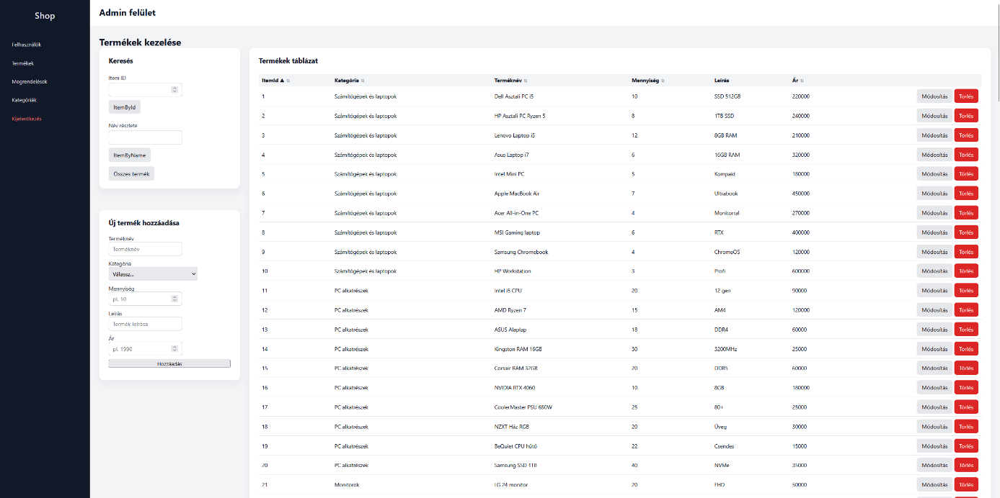 Shop
Felhasználók
Termékek
Megrendelések
Kategóriák
Kijelentkezés
Admin felület
Termékek kezelése
Keresés
Item ID
ItemById
Név részlete
ItemByName
Összes termék
Új termék hozzáadása
Terméknév
Terméknév
Kategória
Válassz...
Mennyiség
pl. 10
Leírás
Termék leírása
Ár
pl. 1990
Hozzáadás
Termékek táblázat
ItemId ▲ ⇅ Kategória ⇅ Terméknév ⇅ Mennyiség ⇅ Leírás Ár ⇅
1 Számítógépek és laptopok Dell Asztali PC i5 10 SSD 512GB 220000 Módosítás Törlés
2 Számítógépek és laptopok HP Asztali PC Ryzen 5 8 1TB SSD 240000 Módosítás Törlés
3 Számítógépek és laptopok Lenovo Laptop i5 12 8GB RAM 210000 Módosítás Törlés
4 Számítógépek és laptopok Asus Laptop i7 6 16GB RAM 320000 Módosítás Törlés
5 Számítógépek és laptopok Intel Mini PC 5 Kompakt 180000 Módosítás Törlés
6 Számítógépek és laptopok Apple MacBook Air 7 Ultrabook 450000 Módosítás Törlés
7 Számítógépek és laptopok Acer All-in-One PC 4 Monitorral 270000 Módosítás Törlés
8 Számítógépek és laptopok MSI Gaming laptop 6 RTX 400000 Módosítás Törlés
9 Számítógépek és laptopok Samsung Chromebook 4 ChromeOS 120000 Módosítás Törlés
10 Számítógépek és laptopok HP Workstation 3 Profi 600000 Módosítás Törlés
11 PC alkatrészek Intel i5 CPU 20 12 gen 90000 Módosítás Törlés
12 PC alkatrészek AMD Ryzen 7 15 AM4 120000 Módosítás Törlés
13 PC alkatrészek ASUS Alaplap 18 DDR4 60000 Módosítás Törlés
14 PC alkatrészek Kingston RAM 16GB 30 3200MHz 25000 Módosítás Törlés
15 PC alkatrészek Corsair RAM 32GB 20 DDR5 60000 Módosítás Törlés
16 PC alkatrészek NVIDIA RTX 4060 10 8GB 180000 Módosítás Törlés
17 PC alkatrészek CoolerMaster PSU 650W 25 80+ 25000 Módosítás Törlés
18 PC alkatrészek NZXT Ház RGB 20 Üveg 30000 Módosítás Törlés
19 PC alkatrészek BeQuiet CPU hűtő 22 Csendes 15000 Módosítás Törlés
20 PC alkatrészek Samsung SSD 1TB 40 NVMe 35000 Módosítás Törlés
21 Monitorok LG 24 monitor 20 FHD 50000 Módosítás Törlés